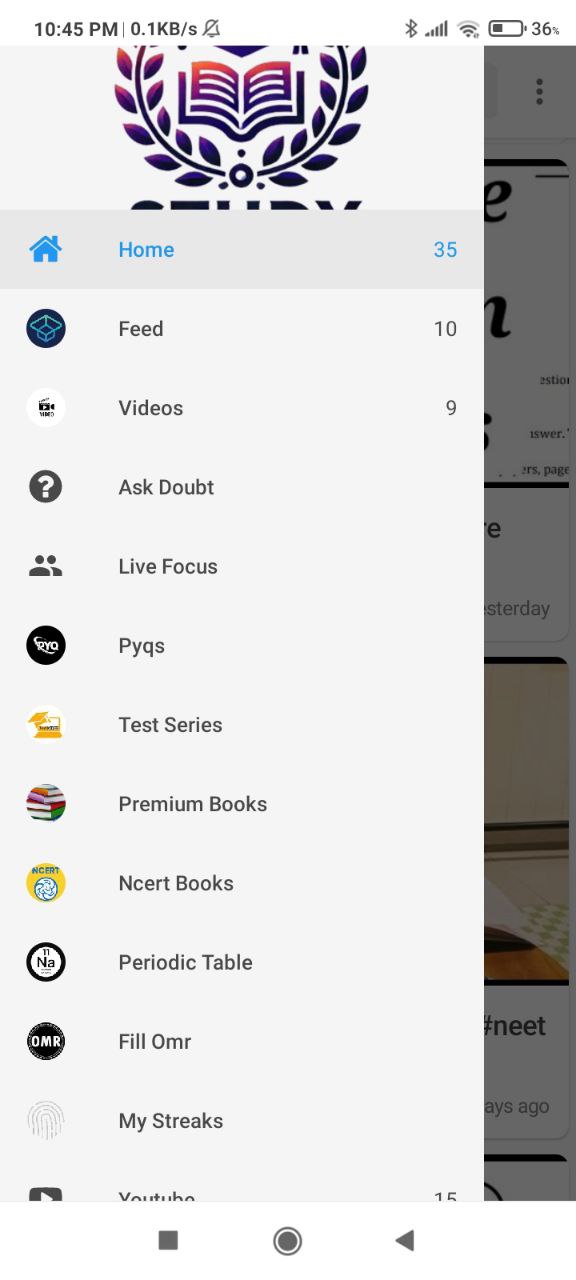 10:45 PM | 0.1KB/s
36%
STUDY
Home 35
Feed 10
Videos 9
Ask Doubt
Live Focus
PYQ
Pyqs
Test Series
Premium Books
NCERT
Ncert Books
11
Na
Periodic Table
OMR
Fill Omr
My Streaks
Youtube 15
e
n
s
estion
iswer.
ers, page
re
esterday
#neet
ays ago